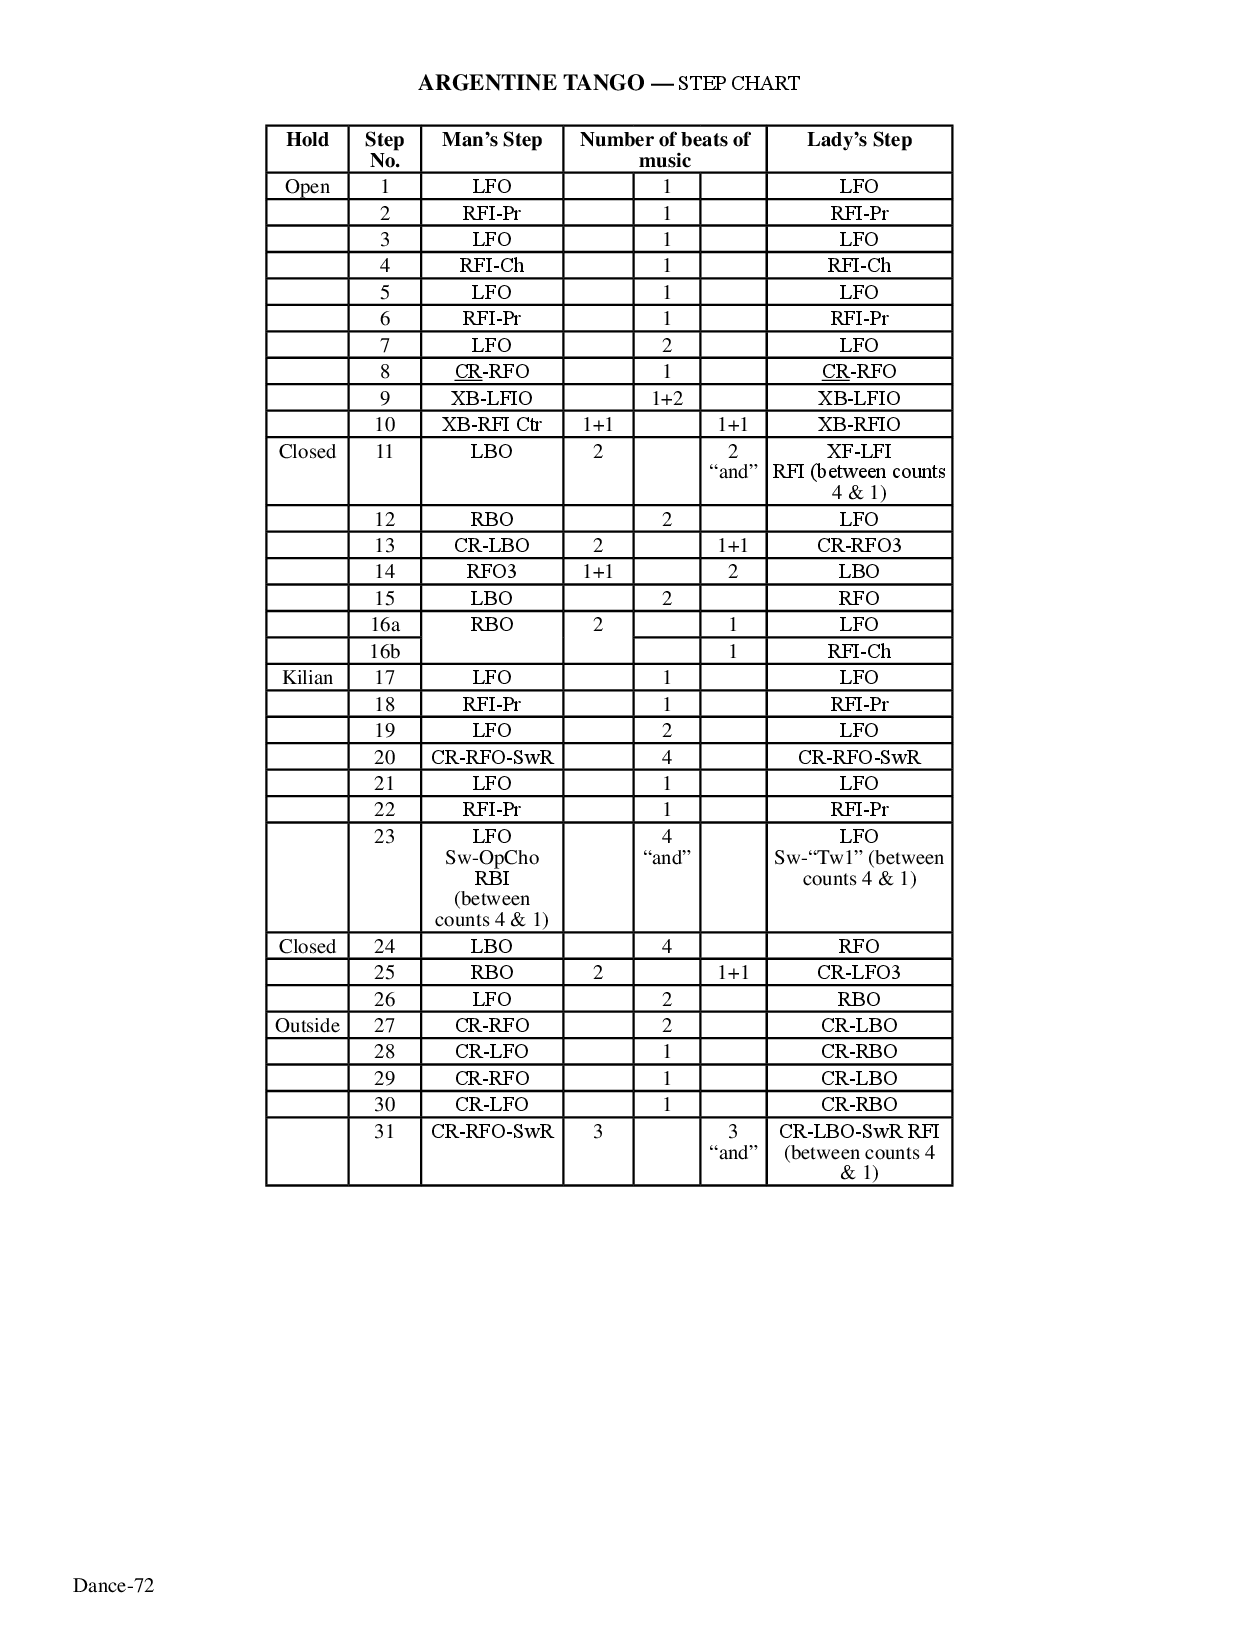 ARGENTINE TANGO — STEP CHART
Hold Step No. Man's Step Number of beats of music Lady's Step
Open 1 LFO 1 LFO
2 RFI-Pr 1 RFI-Pr
3 LFO 1 LFO
4 RFI-Ch 1 RFI-Ch
5 LFO 1 LFO
6 RFI-Pr 1 RFI-Pr
7 LFO 2 LFO
8 CR-RFO 1 CR-RFO
9 XB-LFIO 1+2 XB-LFIO
10 XB-RFI Ctr 1+1 1+1 XB-RFIO
Closed 11 LBO 2 2 XF-LFI
“and” RFI (between counts
4 & 1)
12 RBO 2 LFO
13 CR-LBO 2 1+1 CR-RFO3
14 RFO3 1+1 2 LBO
15 LBO 2 RFO
16a RBO 2 1 LFO
16b 1 RFI-Ch
Kilian 17 LFO 1 LFO
18 RFI-Pr 1 RFI-Pr
19 LFO 2 LFO
20 CR-RFO-SwR 4 CR-RFO-SwR
21 LFO 1 LFO
22 RFI-Pr 1 RFI-Pr
23 LFO 4 LFO
Sw-OpCho “and” Sw-“Tw1” (between
RBI counts 4 & 1)
(between
counts 4 & 1)
Closed 24 LBO 4 RFO
25 RBO 2 1+1 CR-LFO3
26 LFO 2 RBO
Outside 27 CR-RFO 2 CR-LBO
28 CR-LFO 1 CR-RBO
29 CR-RFO 1 CR-LBO
30 CR-LFO 1 CR-RBO
31 CR-RFO-SwR 3 3 CR-LBO-SwR RFI
“and” (between counts 4
& 1)
Dance-72